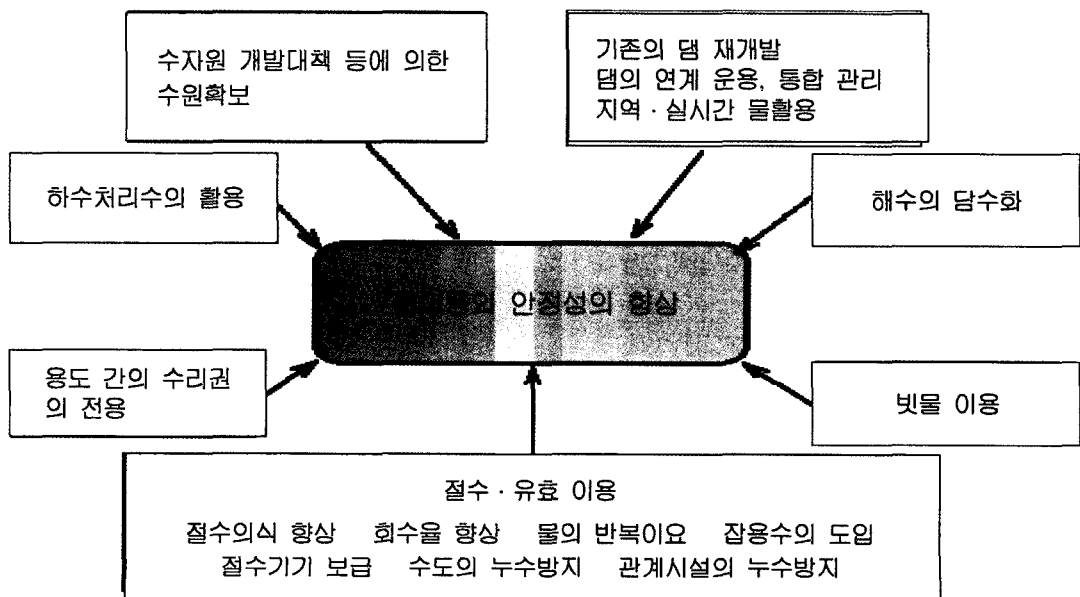 수자원 개발대책 등에 의한
수원확보
기존의 댐 재개발
댐의 연계 운용, 통합 관리
지역 · 실시간 물활용
하수처리수의 활용
해수의 담수화
안정성의 향상
용도 간의 수리권
의 전용
빗물 이용
절수 · 유효 이용
절수의식 향상 회수율 향상 물의 반복이요 잡용수의 도입
절수기기 보급 수도의 누수방지 관계시설의 누수방지